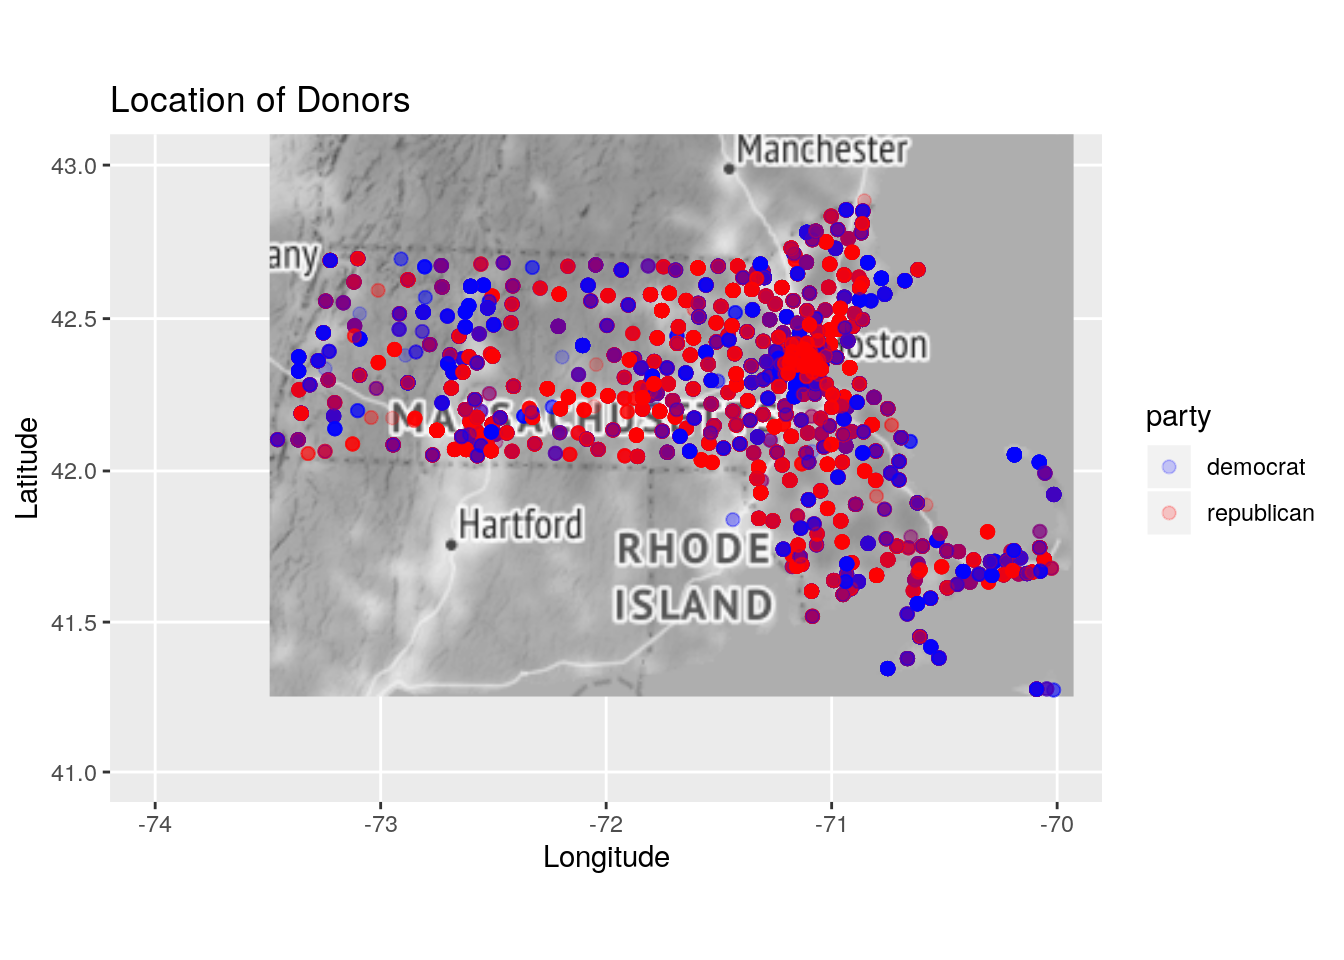 Location of Donors
Manchester
any
oston
MASSACHUSET
Hartford
RHODE
ISLAND
43.0
42.5
42.0
41.5
41.0
Latitude
-74
-73
-72
-71
-70
Longitude
party
democrat
republican